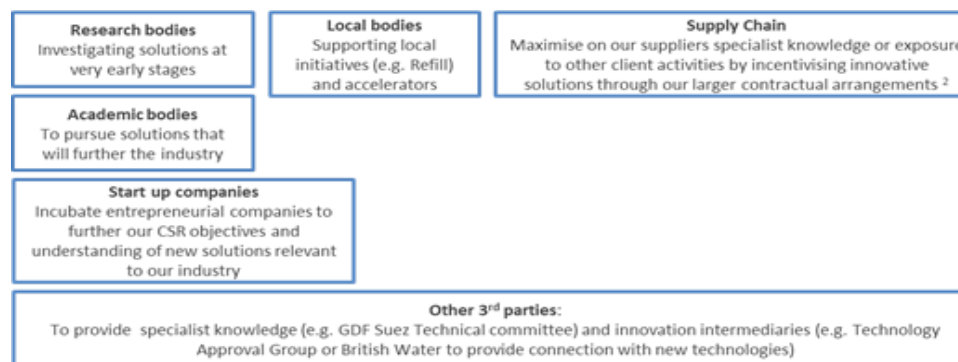 Research bodies
Investigating solutions at
very early stages
Local bodies
Supporting local
initiatives (e.g. Refill)
and accelerators
Supply Chain
Maximise on our suppliers specialist knowledge or exposure
to other client activities by incentivising innovative
solutions through our larger contractual arrangements ²
Academic bodies
To pursue solutions that
will further the industry
Start up companies
Incubate entrepreneurial companies to
further our CSR objectives and
understanding of new solutions relevant
to our industry
Other 3rd parties:
To provide specialist knowledge (e.g. GDF Suez Technical committee) and innovation intermediaries (e.g. Technology
Approval Group or British Water to provide connection with new technologies)